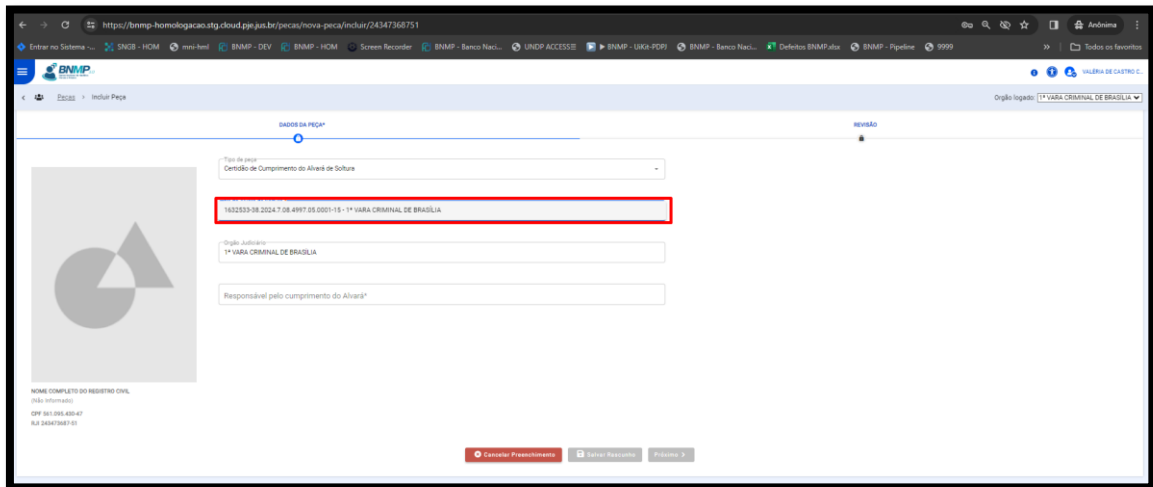 https://bnmp-homologacao.stg.cloud.pje.jus.br/pecas/nova-peca/incluir/24347368751
Anônima
Entrar no Sistema -... SNGB - HOM mni-hml BNMP - DEV BNMP - HOM Screen Recorder BNMP - Banco Naci... UNDP ACCESS BNMP - UiKit-PDPJ BNMP - Banco Naci... Defeitos BNMP.xlsx BNMP - Pipeline 9999 » Todos os favoritos
BNMP
VALERIA DE CASTRO C...
Peças > Incluir Peça
Orgão logado: 1ª VARA CRIMINAL DE BRASÍLIA
DADOS DA PEÇA*
REVISÃO
Tipo de peça
Certidão de Cumprimento do Alvará de Soltura
1632533-08.2024.7.08.4997.05.0001-15 - 1ª VARA CRIMINAL DE BRASÍLIA
Orgão Judiciário
1ª VARA CRIMINAL DE BRASILIA
Responsável pelo cumprimento do Alvará*
NOME COMPLETO DO REGISTRO CIVIL
(Não Informado)
CPF 561.095.430-47
RJI 243473687-51
Cancelar Preenchimento
Salvar Rascunho
Próximo >